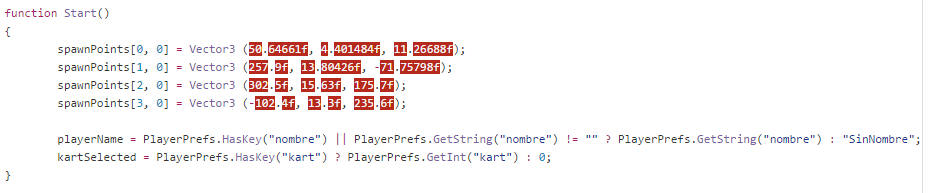 function Start()
{
spawnPoints[0, 0] = Vector3 (50.64661f, 4.401484f, 11.26688f);
spawnPoints[1, 0] = Vector3 (257.9f, 13.80426f, -71.75798f);
spawnPoints[2, 0] = Vector3 (302.5f, 15.63f, 175.7f);
spawnPoints[3, 0] = Vector3 (-102.4f, 13.3f, 235.6f);
playerName = PlayerPrefs.HasKey("nombre") || PlayerPrefs.GetString("nombre") != "" ? PlayerPrefs.GetString("nombre") : "SinNombre";
kartSelected = PlayerPrefs.HasKey("kart") ? PlayerPrefs.GetInt("kart") : 0;
}